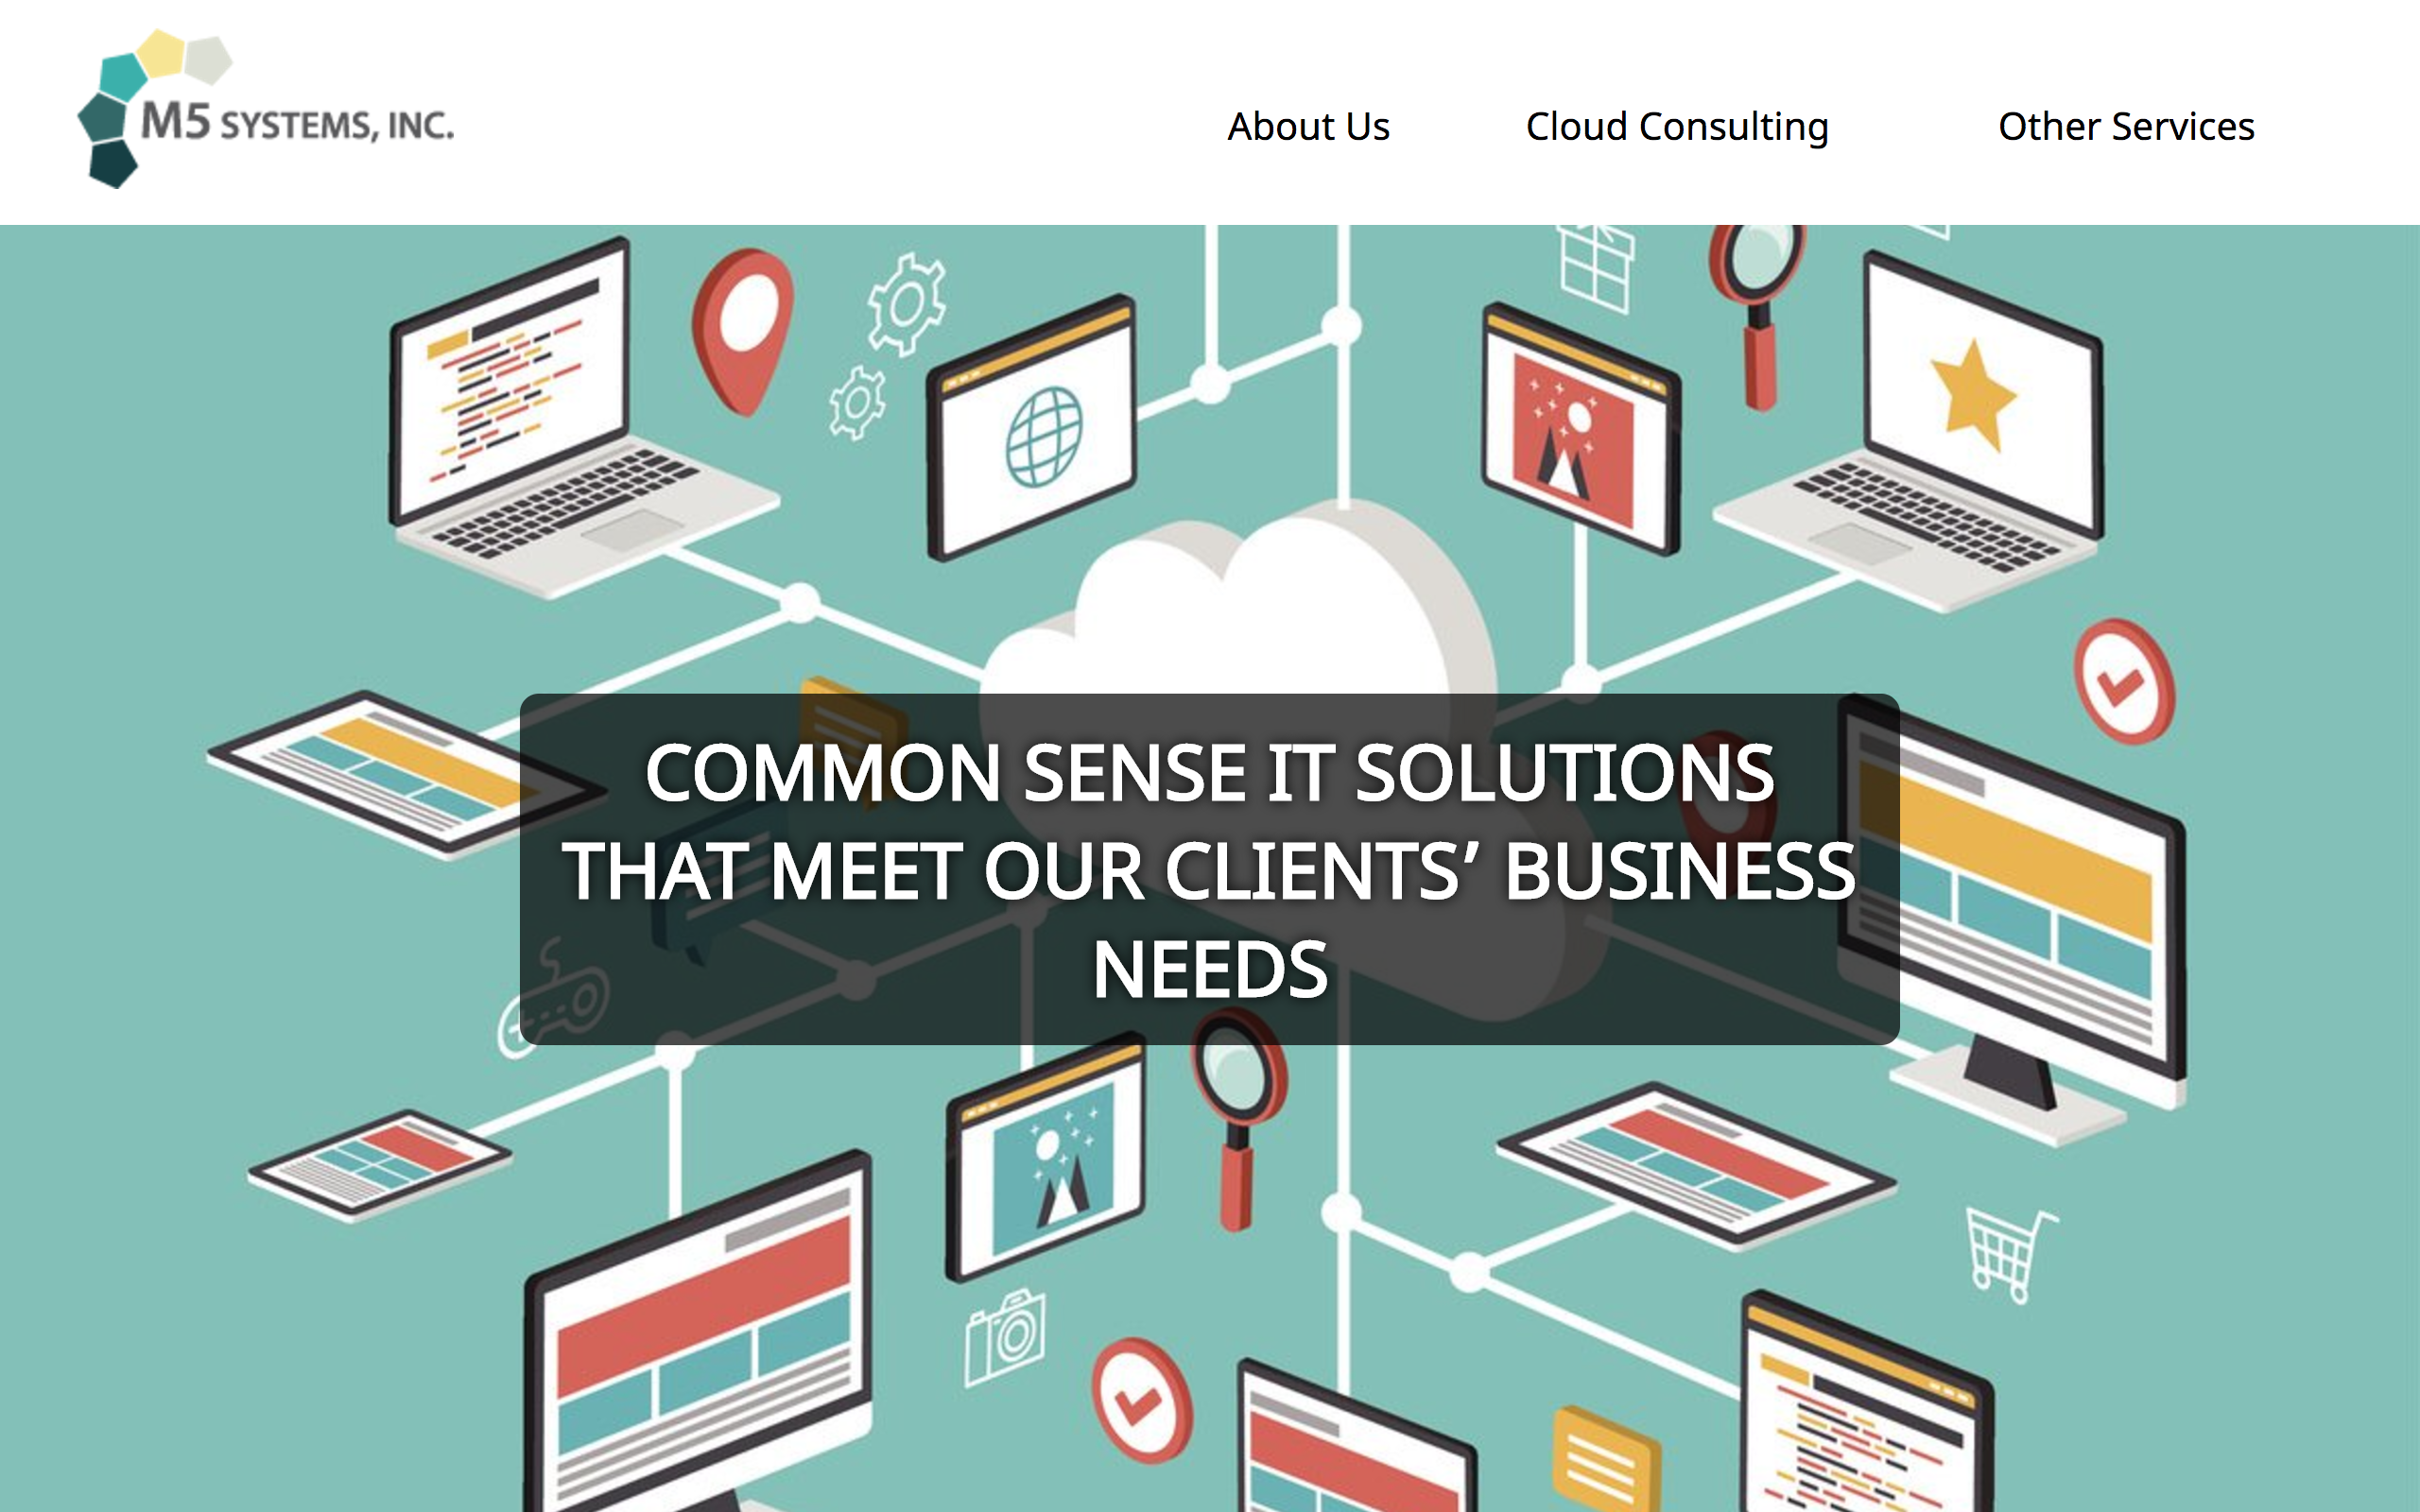 M5 SYSTEMS, INC.
About Us
Cloud Consulting
Other Services
COMMON SENSE IT SOLUTIONS
THAT MEET OUR CLIENTS’ BUSINESS
NEEDS